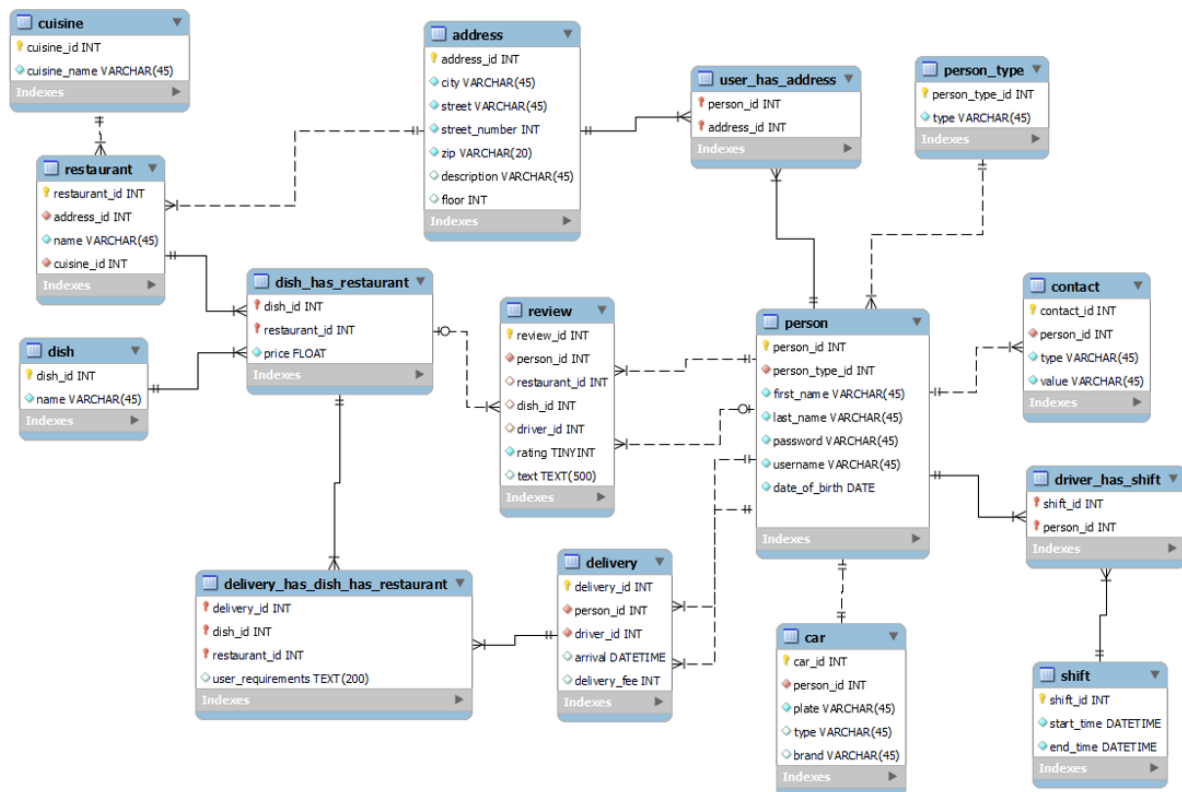 cuisine
cuisine_id INT
cuisine_name VARCHAR(45)
Indexes
address
address_id INT
city VARCHAR(45)
street VARCHAR(45)
street_number INT
zip VARCHAR(20)
description VARCHAR(45)
floor INT
Indexes
user_has_address
person_id INT
address_id INT
Indexes
person_type
person_type_id INT
type VARCHAR(45)
Indexes
restaurant
restaurant_id INT
address_id INT
name VARCHAR(45)
cuisine_id INT
Indexes
dish_has_restaurant
dish_id INT
restaurant_id INT
price FLOAT
Indexes
dish
dish_id INT
name VARCHAR(45)
Indexes
review
review_id INT
person_id INT
restaurant_id INT
dish_id INT
driver_id INT
rating TINYINT
text TEXT(500)
Indexes
person
person_id INT
person_type_id INT
first_name VARCHAR(45)
last_name VARCHAR(45)
password VARCHAR(45)
username VARCHAR(45)
date_of_birth DATE
Indexes
contact
contact_id INT
person_id INT
type VARCHAR(45)
value VARCHAR(45)
Indexes
driver_has_shift
shift_id INT
person_id INT
Indexes
delivery_has_dish_has_restaurant
delivery_id INT
dish_id INT
restaurant_id INT
user_requirements TEXT(200)
Indexes
delivery
delivery_id INT
person_id INT
driver_id INT
arrival DATETIME
delivery_fee INT
Indexes
car
car_id INT
person_id INT
plate VARCHAR(45)
type VARCHAR(45)
brand VARCHAR(45)
Indexes
shift
shift_id INT
start_time DATETIME
end_time DATETIME
Indexes